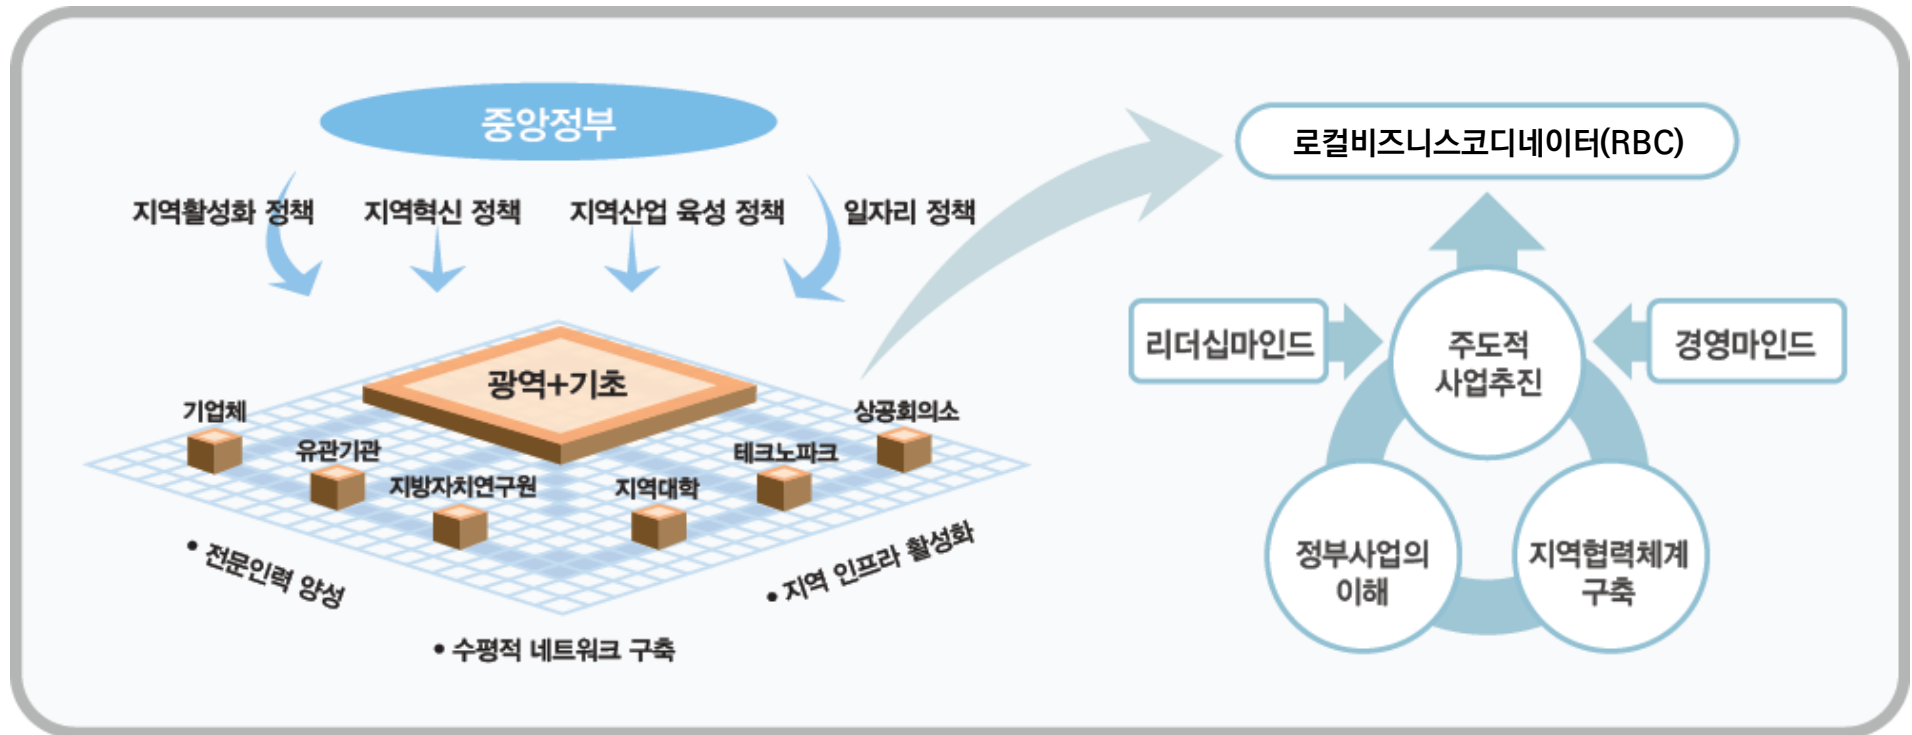 중앙정부
지역활성화 정책
지역혁신 정책
지역산업 육성 정책
일자리 정책
광역+기초
기업체
유관기관
지방자치연구원
지역대학
테크노파크
상공회의소
• 전문인력 양성
• 수평적 네트워크 구축
• 지역 인프라 활성화
로컬비즈니스코디네이터(RBC)
리더십마인드
주도적
사업추진
경영마인드
정부사업의
이해
지역협력체계
구축